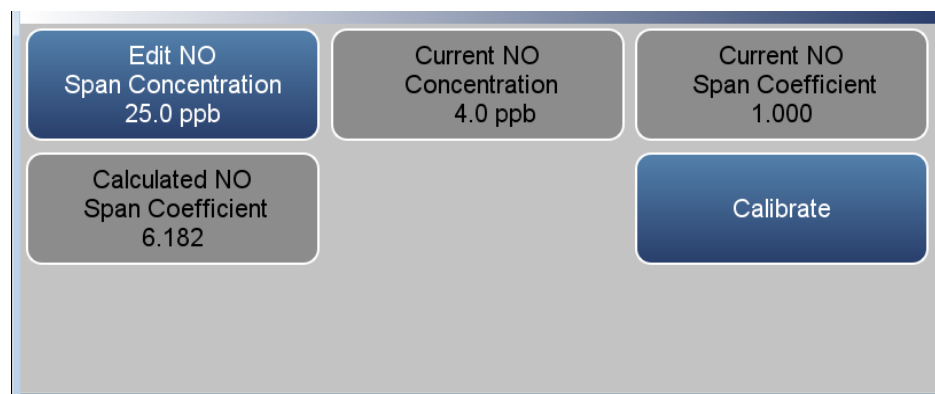 Edit NO
Span Concentration
25.0 ppb
Current NO
Concentration
4.0 ppb
Current NO
Span Coefficient
1.000
Calculated NO
Span Coefficient
6.182
Calibrate